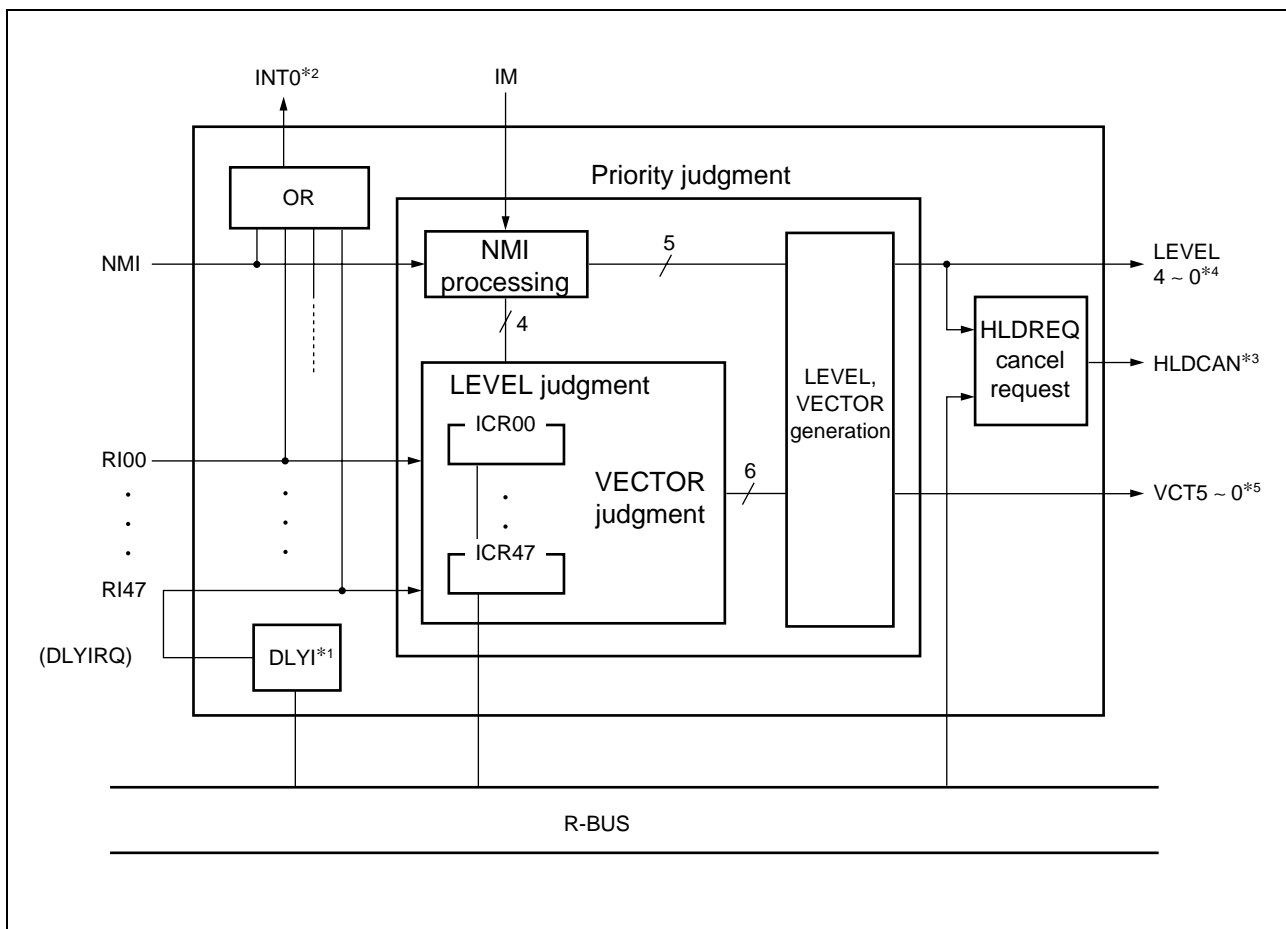 INT0*2
IM
OR
Priority judgment
NMI
NMI
processing
5
4
LEVEL
4 ~ 0*4
HLDREQ
cancel
request
HLDCAN*3
LEVEL judgment
ICR00
LEVEL,
VECTOR
generation
RI00
VECTOR
judgment
6
VCT5 ~ 0*5
ICR47
RI47
(DLYIRQ)
DLYI*1
R-BUS